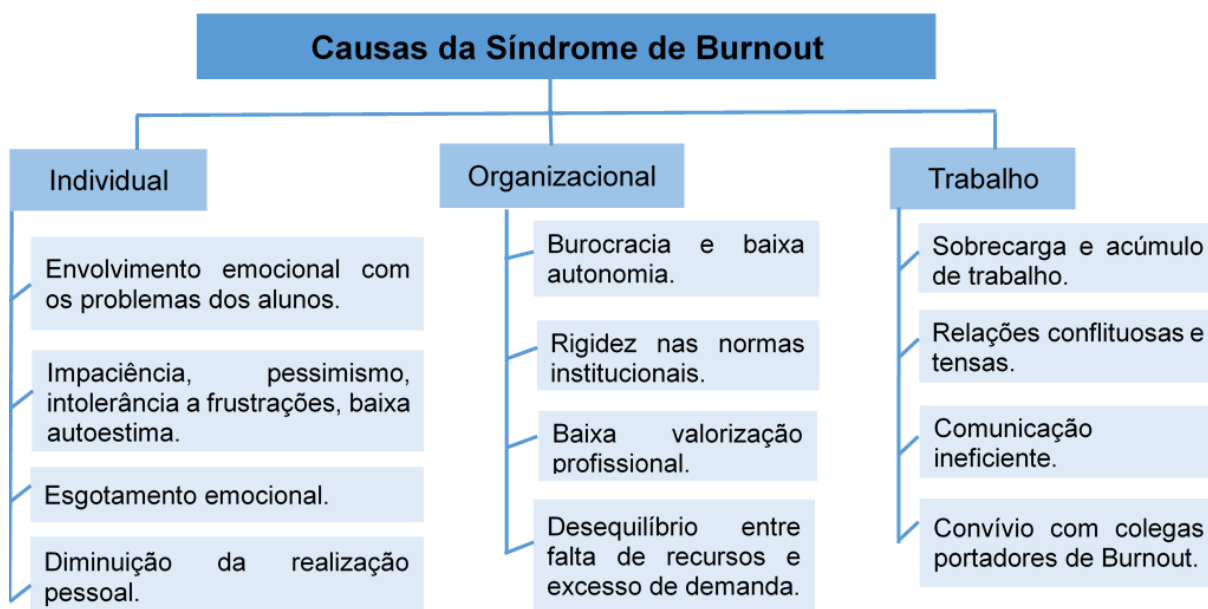 Causas da Síndrome de Burnout
Individual
Envolvimento emocional com
os problemas dos alunos.
Impaciência, pessimismo,
intolerância a frustrações, baixa
autoestima.
Esgotamento emocional.
Diminuição da realização
pessoal.
Organizacional
Burocracia e baixa
autonomia.
Rigidez nas normas
institucionais.
Baixa valorização
profissional.
Desequilíbrio entre
falta de recursos e
excesso de demanda.
Trabalho
Sobrecarga e acúmulo
de trabalho.
Relações conflituosas e
tensas.
Comunicação
ineficiente.
Convívio com colegas
portadores de Burnout.